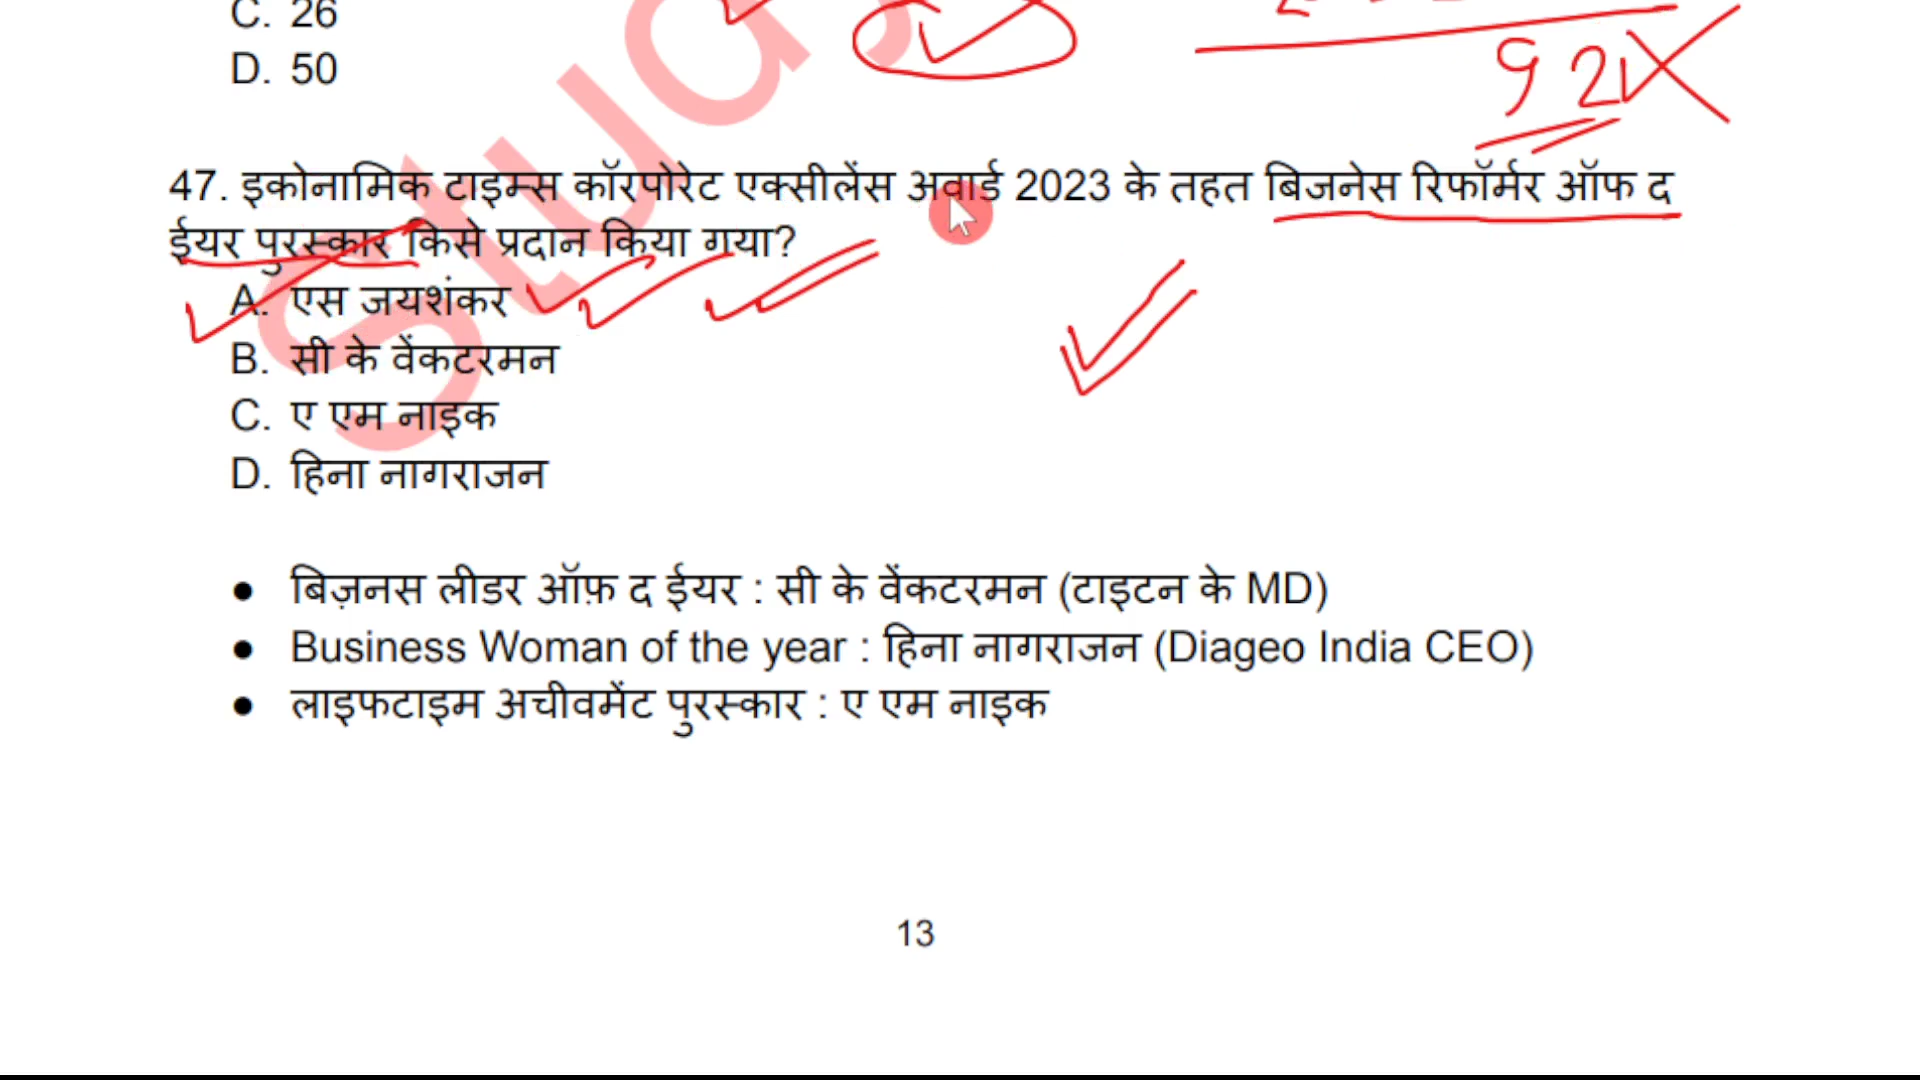 C. 26
D. 50
92
47. इकोनामिक टाइम्स कॉरपोरेट एक्सीलेंस अवार्ड 2023 के तहत बिजनेस रिफॉर्मर ऑफ द
ईयर पुरस्कार किसे प्रदान किया गया?
A. एस जयशंकर
B. सी के वेंकटरमन
C. ए एम नाइक
D. हिना नागराजन
● बिज़नस लीडर ऑफ़ द ईयर : सी के वेंकटरमन (टाइटन के MD)
● Business Woman of the year : हिना नागराजन (Diageo India CEO)
● लाइफटाइम अचीवमेंट पुरस्कार : ए एम नाइक
13